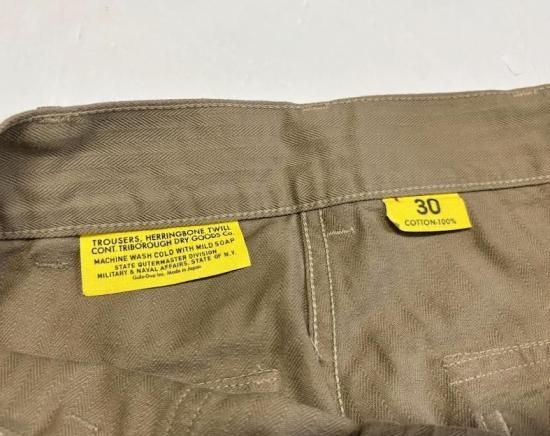 TROUSERS, HERRINGBONE TWILL
CONT. TRIBOROUGH DRY GOODS Co.
MACHINE WASH COLD WITH MILD SOAP
STATE QUTERMASTER DIVISION
MILITARY & NAVAL AFFAIRS, STATE OF N.Y.
Made in Japan
30
COTTON-100%